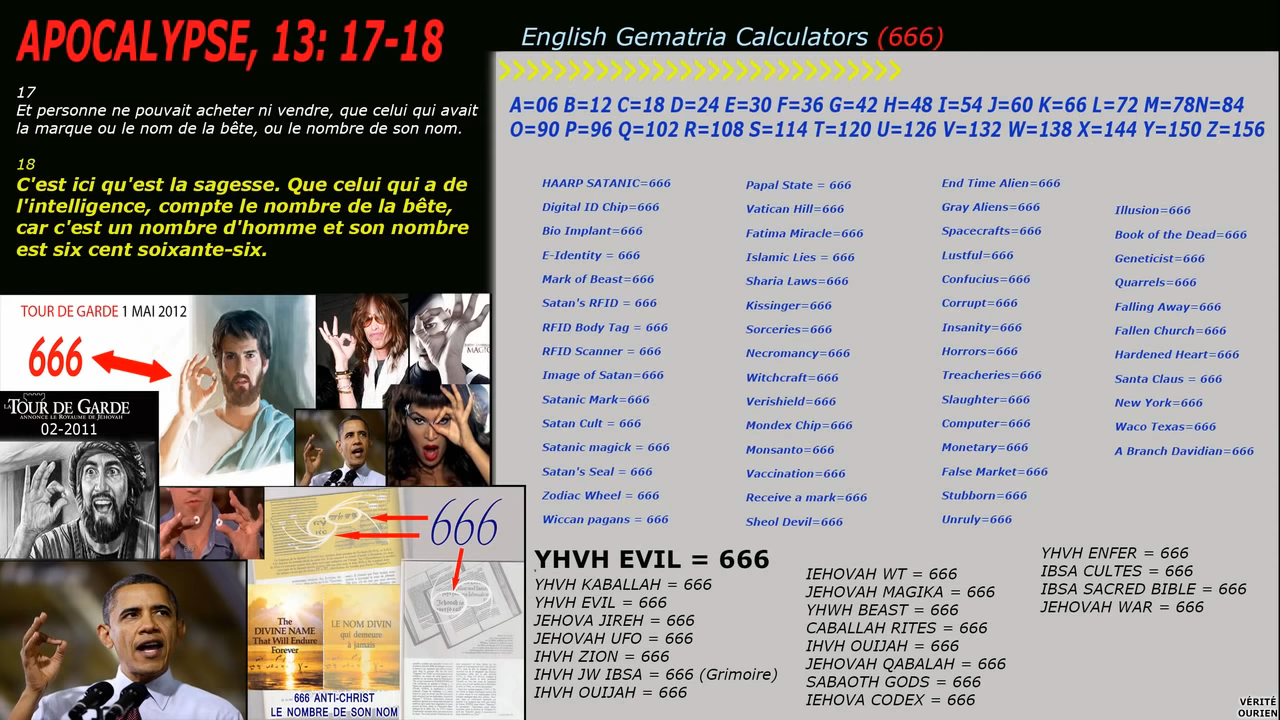 APOCALYPSE, 13: 17-18
17
Et personne ne pouvait acheter ni vendre, que celui qui avait
la marque ou le nom de la bête, ou le nombre de son nom.
18
C'est ici qu'est la sagesse. Que celui qui a de
l'intelligence, compte le nombre de la bête,
car c'est un nombre d'homme et son nombre
est six cent soixante-six.
English Gematria Calculators (666)
A=06 B=12 C=18 D=24 E=30 F=36 G=42 H=48 I=54 J=60 K=66 L=72 M=78N=84
O=90 P=96 Q=102 R=108 S=114 T=120 U=126 V=132 W=138 X=144 Y=150 Z=156
HAARP SATANIC=666
Digital ID Chip=666
Bio Implant=666
E-Identity = 666
Mark of Beast=666
Satan's RFID = 666
RFID Body Tag = 666
RFID Scanner = 666
Image of Satan=666
Satanic Mark=666
Satan Cult = 666
Satanic magick = 666
Satan's Seal = 666
Zodiac Wheel = 666
Wiccan pagans = 666
Papal State = 666
Vatican Hill=666
Fatima Miracle=666
Islamic Lies = 666
Sharia Laws=666
Kissinger=666
Sorceries=666
Necromancy=666
Witchcraft=666
Verishield=666
Mondex Chip=666
Monsanto=666
Vaccination=666
Receive a mark=666
Sheol Devil=666
End Time Alien=666
Gray Aliens=666
Spacecrafts=666
Lustful=666
Confucius=666
Corrupt=666
Insanity=666
Horrors=666
Treacheries=666
Slaughter=666
Computer=666
Monetary=666
False Market=666
Stubborn=666
Unruly=666
Illusion=666
Book of the Dead=666
Geneticist=666
Quarrels=666
Falling Away=666
Fallen Church=666
Hardened Heart=666
Santa Claus = 666
New York=666
Waco Texas=666
A Branch Davidian=666
TOUR DE GARDE 1 MAI 2012
666
LA TOUR DE GARDE
ANNONCE LE ROYAUME DE JÉHOVAH
02-2011
MAGIC
666
The
DIVINE NAME
That Will Endure
Forever
LE NOM DIVIN
qui demeure
à jamais
666 ANTI-CHRIST
LE NOMBRE DE SON NOM
YHVH EVIL = 666
YHVH KABALLAH = 666
YHVH EVIL = 666
JEHOVA JIREH = 666
JEHOVAH UFO = 666
IHVH ZION = 666
IHVH IBSSA = 666 (Grimoire)
IHVH OUIJAH = 666
JEHOVAH WT = 666
JEHOVAH MAGIKA = 666
YHWH BEAST = 666
CABALLAH RITES = 666
IHVH OUIJAH = 666
JEHOVAH QABALAH = 666
SABAOTH GODS = 666
JEHOVA CODEX = 666
YHVH ENFER = 666
IBSA CULTES = 666
IBSA SACRED BIBLE = 666
JEHOVAH WAR = 666
VÉRITÉ
OURIEN